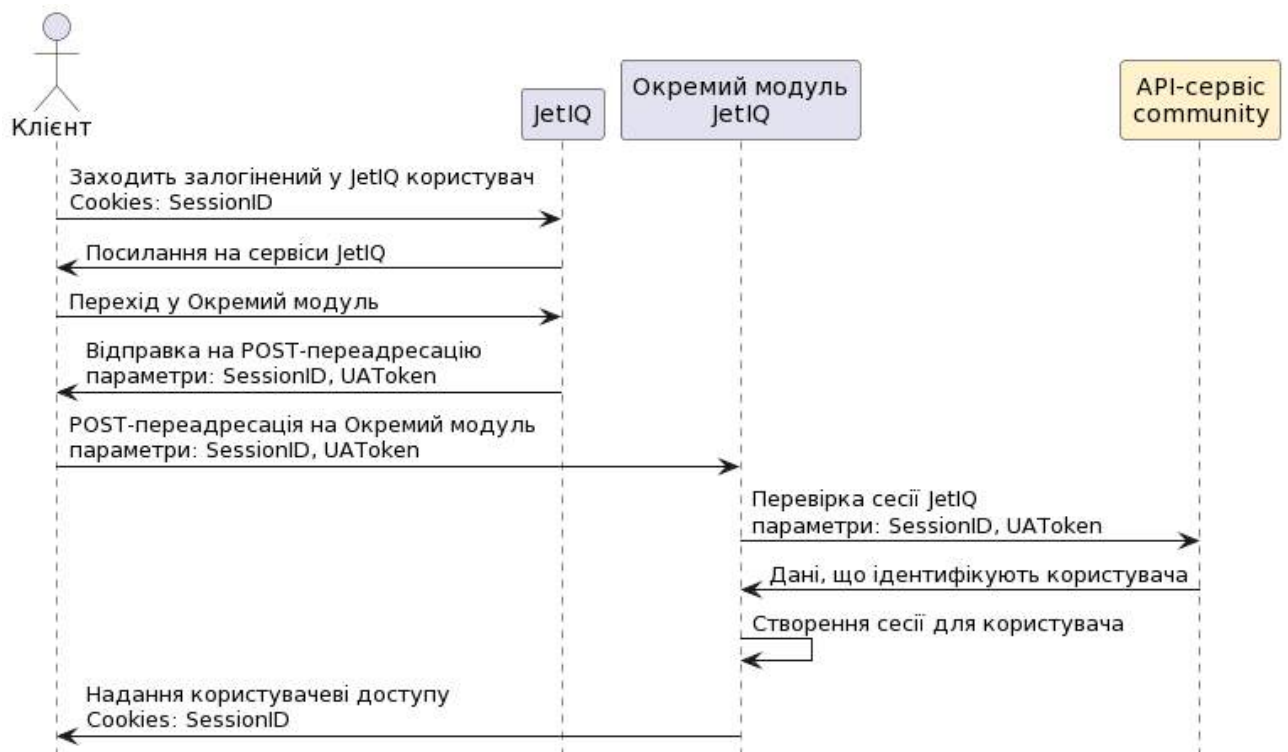 Клієнт
JetIQ
Окремий модуль
JetIQ
API-сервіс
community
Заходить залогінений у JetIQ користувач
Cookies: SessionID
Посилання на сервіси JetIQ
Перехід у Окремий модуль
Відправка на POST-переадресацію
параметри: SessionID, UAToken
POST-переадресація на Окремий модуль
параметри: SessionID, UAToken
Перевірка сесії JetIQ
параметри: SessionID, UAToken
Дані, що ідентифікують користувача
Створення сесії для користувача
Надання користувачеві доступу
Cookies: SessionID